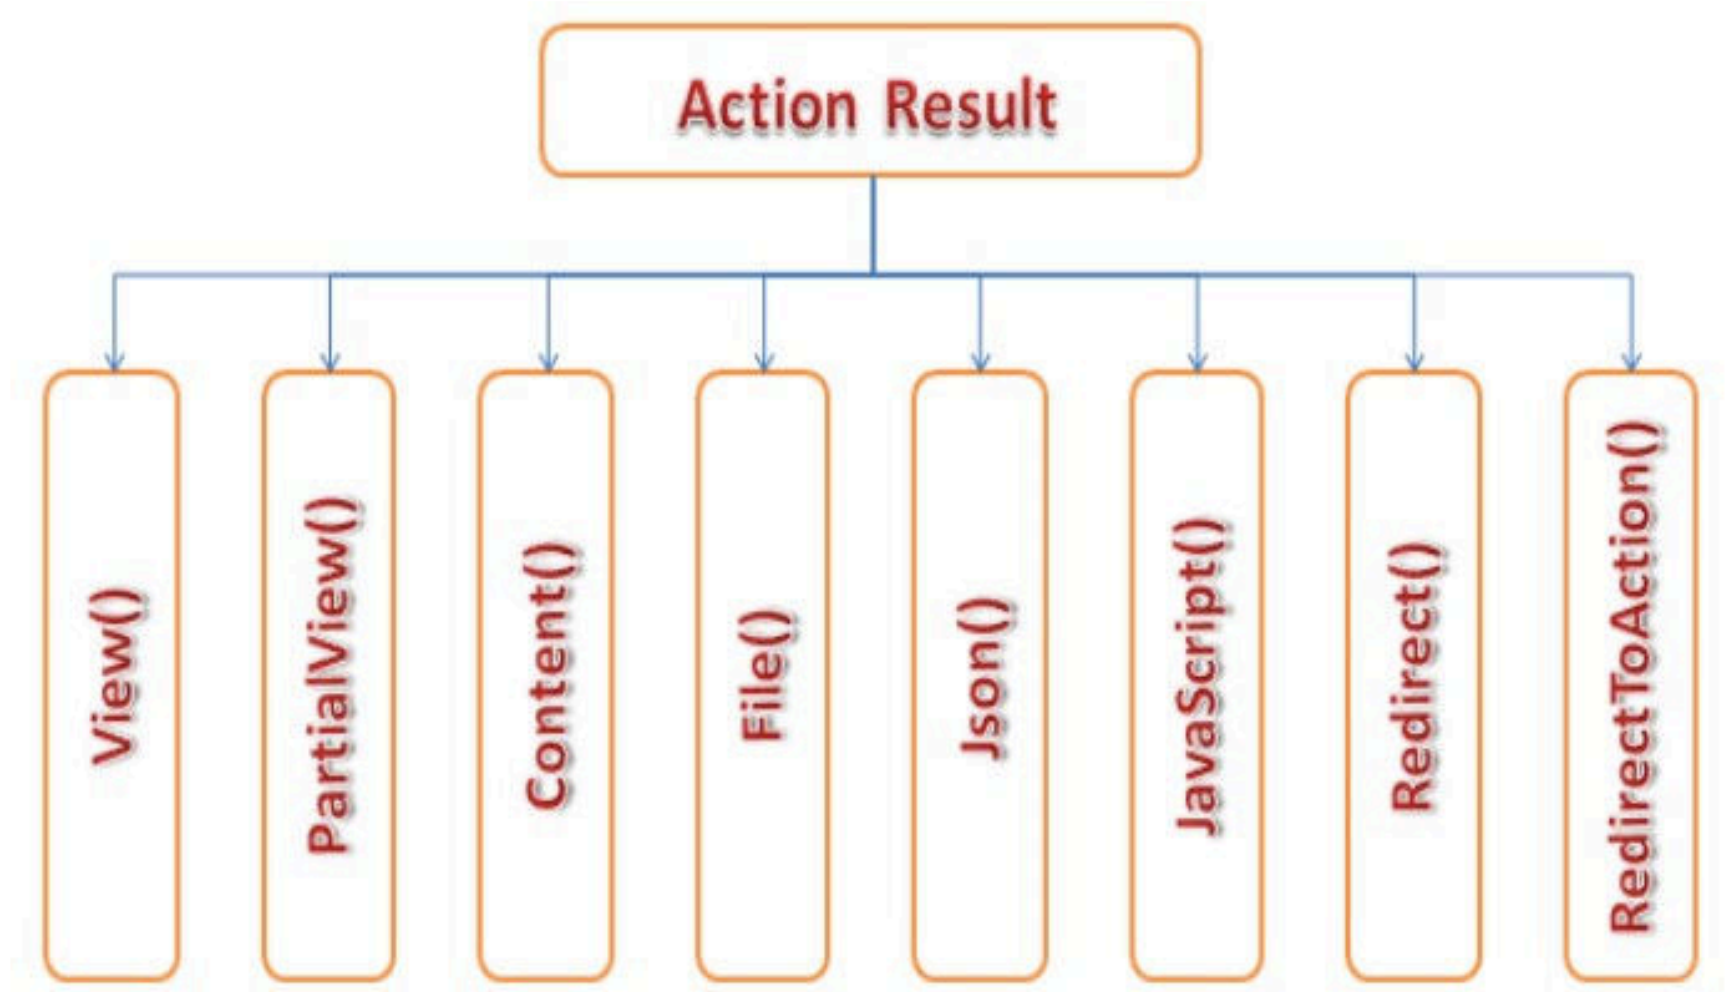 Action Result
View()
PartialView()
Content()
File()
Json()
JavaScript()
Redirect()
RedirectToAction()